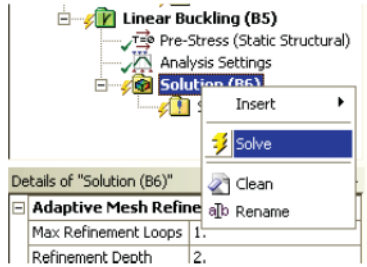 Linear Buckling (B5)
T=0 Pre-Stress (Static Structural)
Analysis Settings
Solution (B6)
S
Insert
Solve
Clean
a|b Rename
Details of "Solution (B6)"
Adaptive Mesh Refine
Max Refinement Loops 1.
Refinement Depth 2.